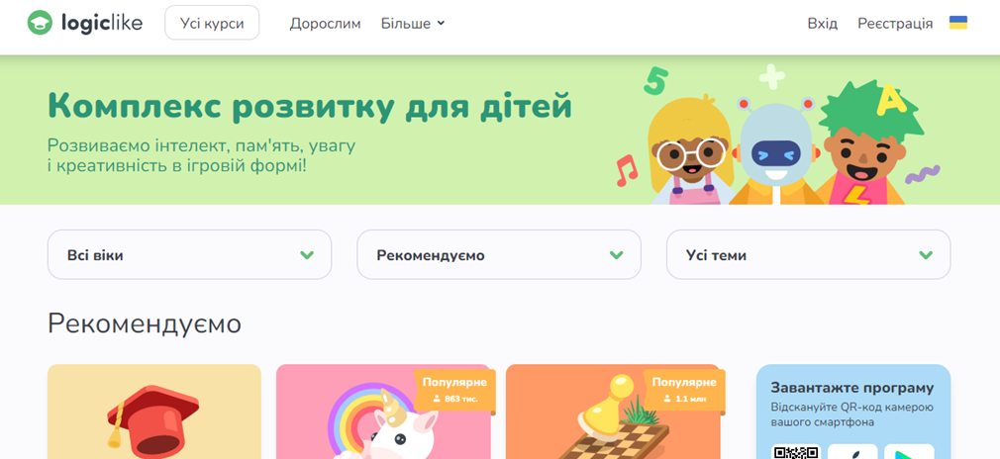 logiclike Усі курси Дорослим Більше Вхід Реєстрація
Комплекс розвитку для дітей
Розвиваємо інтелект, пам'ять, увагу
і креативність в ігровій формі!
5
A
Всі віки Рекомендуємо Усі теми
Рекомендуємо
Популярне
863 тис.
Популярне
1.1 млн
Завантажте програму
Відскануйте QR-код камерою
вашого смартфона